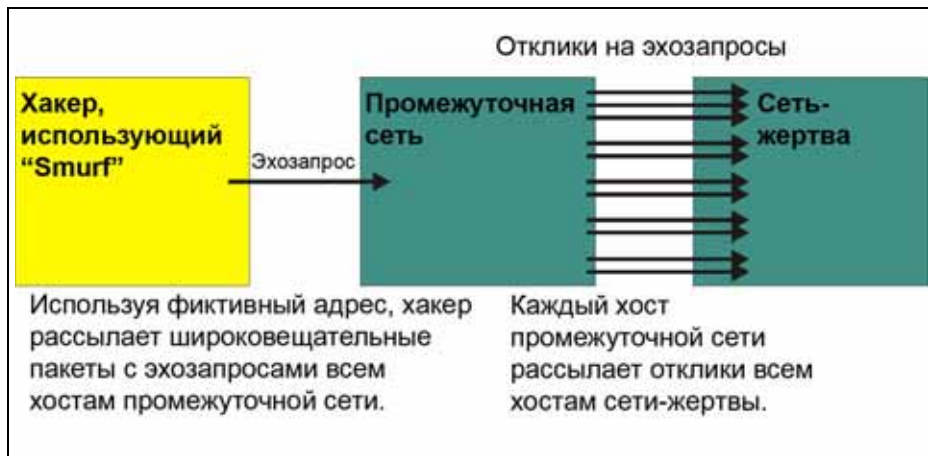 Отклики на эхозапросы
Хакер,
использующий
“Smurf”
Эхозапрос
Промежуточная
сеть
Сеть-
жертва
Используя фиктивный адрес, хакер
рассылает широковещательные
пакеты с эхозапросами всем
хостам промежуточной сети.
Каждый хост
промежуточной сети
рассылает отклики всем
хостам сети-жертвы.